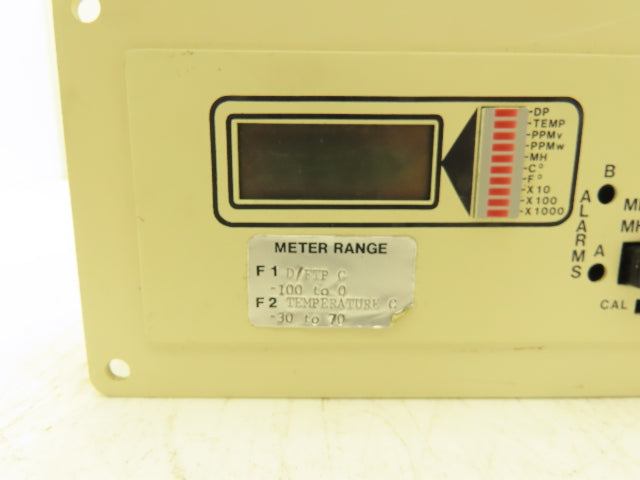 DP
TEMP
PPMv
PPMw
MH
C°
F°
X10
X100
X1000
METER RANGE
F1 D/FTP C
-100 to 0
F2 TEMPERATURE C
-30 to 70
ALARMS
B
A
CAL